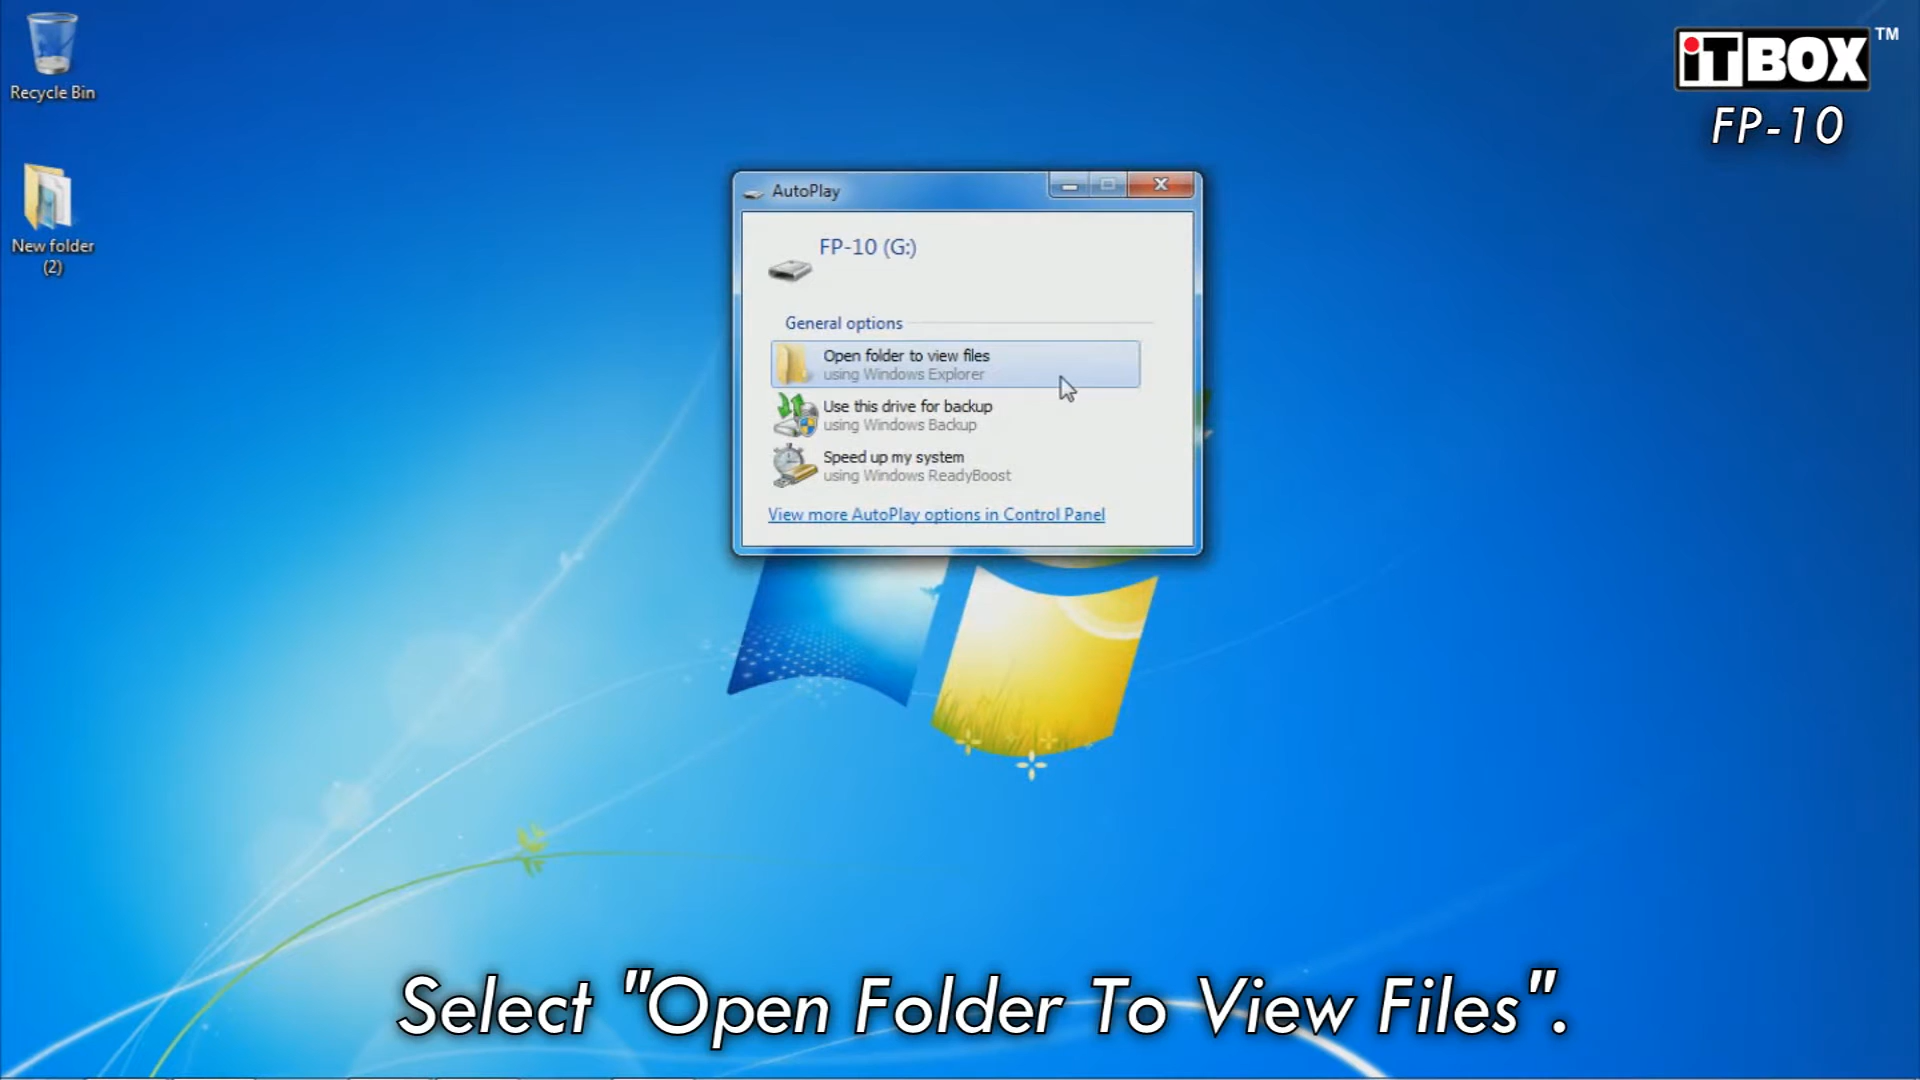 Recycle Bin
New folder
(2)
iTBOX™
FP-10
AutoPlay
FP-10 (G:)
General options
Open folder to view files
using Windows Explorer
Use this drive for backup
using Windows Backup
Speed up my system
using Windows ReadyBoost
View more AutoPlay options in Control Panel
Select "Open Folder To View Files".